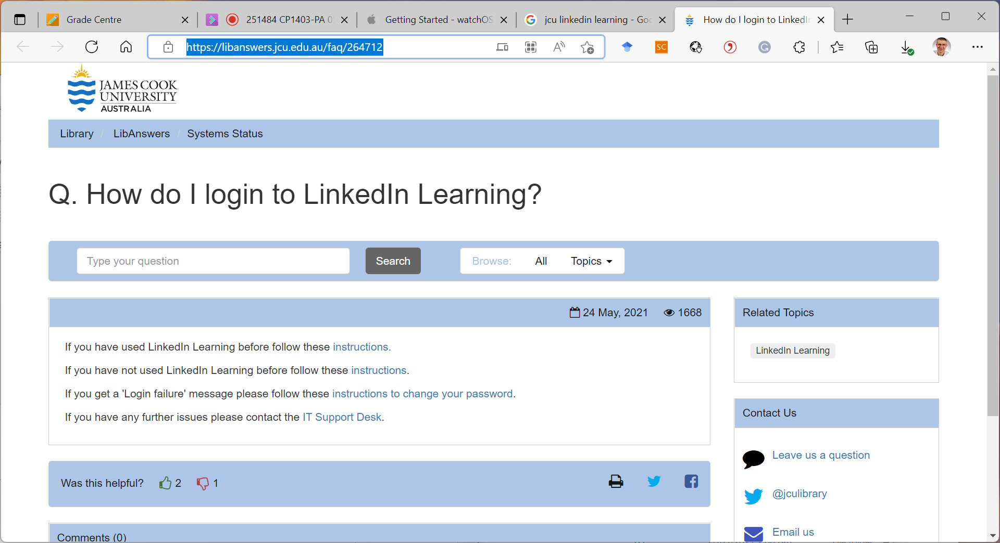 Grade Centre
251484 CP1403-PA 0
Getting Started - watchOS
jcu linkedin learning - Goo
How do I login to LinkedIn
https://libanswers.jcu.edu.au/faq/264712
SC
JAMES COOK
UNIVERSITY
AUSTRALIA
Library / LibAnswers / Systems Status
Q. How do I login to LinkedIn Learning?
Type your question
Search
Browse: All Topics
24 May, 2021 1668
If you have used LinkedIn Learning before follow these instructions.
If you have not used LinkedIn Learning before follow these instructions.
If you get a 'Login failure' message please follow these instructions to change your password.
If you have any further issues please contact the IT Support Desk.
Related Topics
LinkedIn Learning
Contact Us
Leave us a question
@jculibrary
Email us
Was this helpful? 2 1
Comments (0)